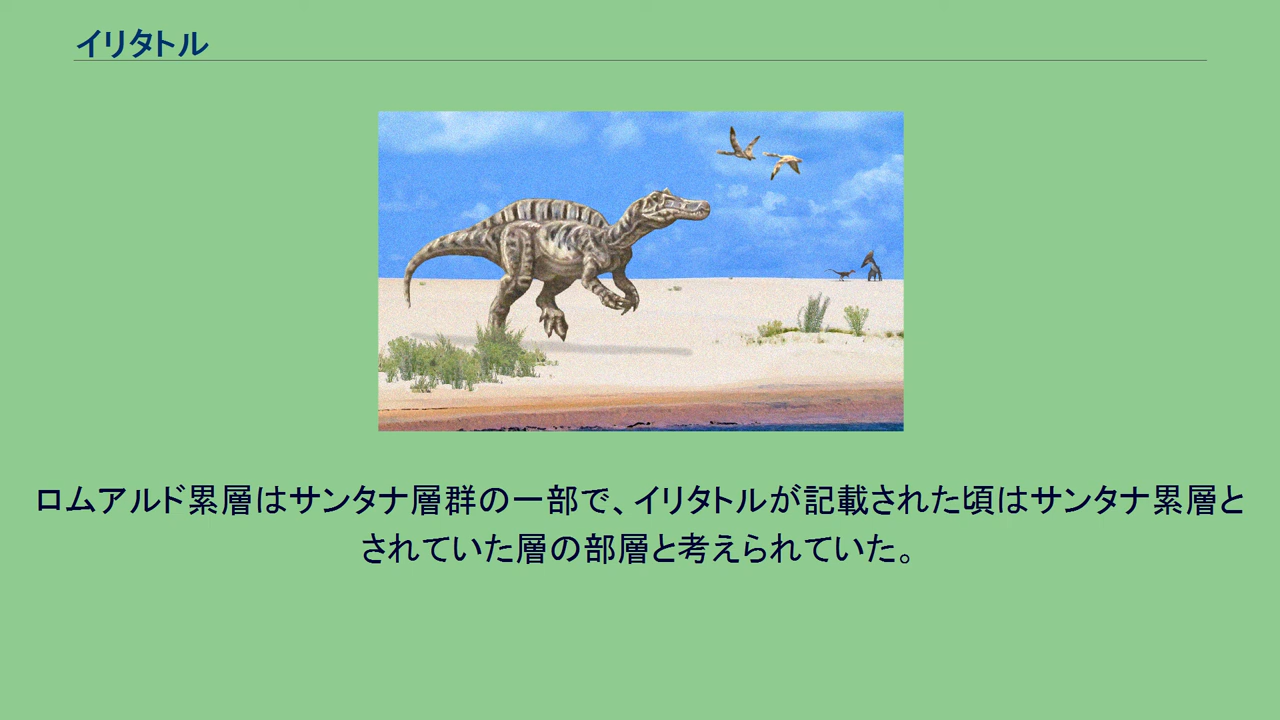 イリタトル
ロムアルド累層はサンタナ層群の一部で、イリタトルが記載された頃はサンタナ累層と
されていた層の部層と考えられていた。